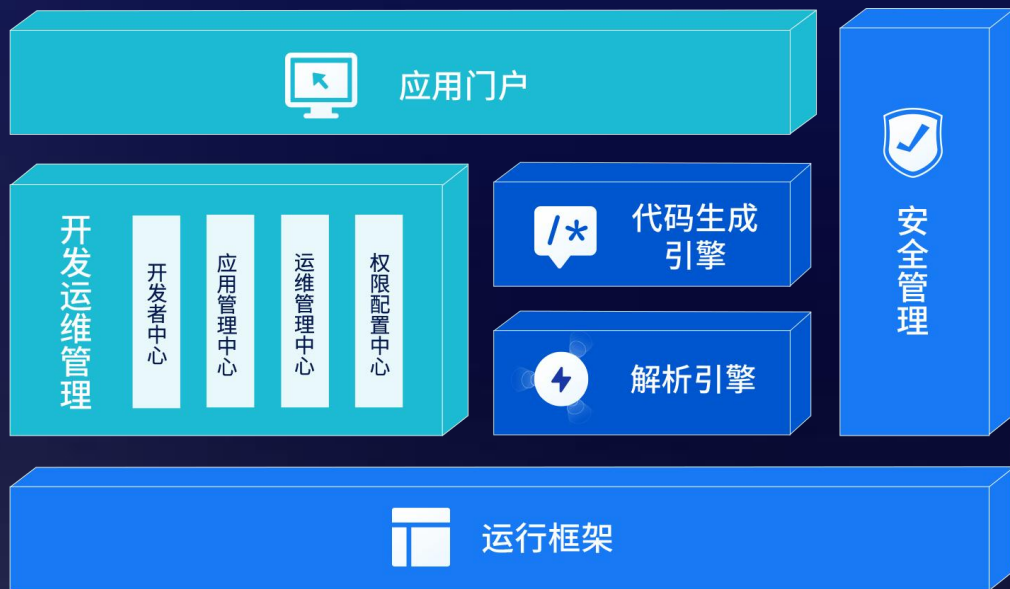 应用门户
开发运维管理
开发者中心
应用管理中心
运维管理中心
权限配置中心
/*
代码生成
引擎
解析引擎
安全管理
运行框架